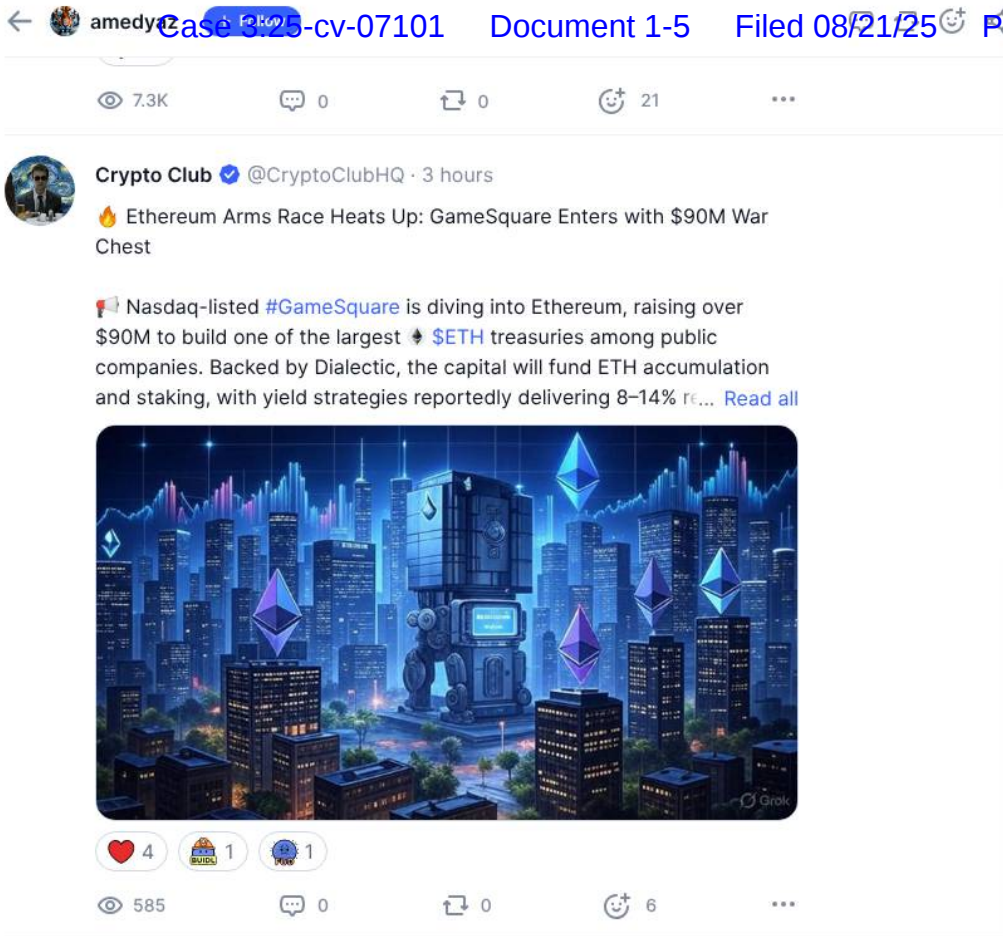 amedyaz
Follow
Case 3:25-cv-07101 Document 1-5 Filed 08/21/25
7.3K 0 0 21
Crypto Club @CryptoClubHQ · 3 hours
🔥 Ethereum Arms Race Heats Up: GameSquare Enters with $90M War
Chest
📢 Nasdaq-listed #GameSquare is diving into Ethereum, raising over
$90M to build one of the largest $ETH treasuries among public
companies. Backed by Dialectic, the capital will fund ETH accumulation
and staking, with yield strategies reportedly delivering 8–14% re... Read all
Grok
4 BUIDL 1 FUD 1
585 0 0 6